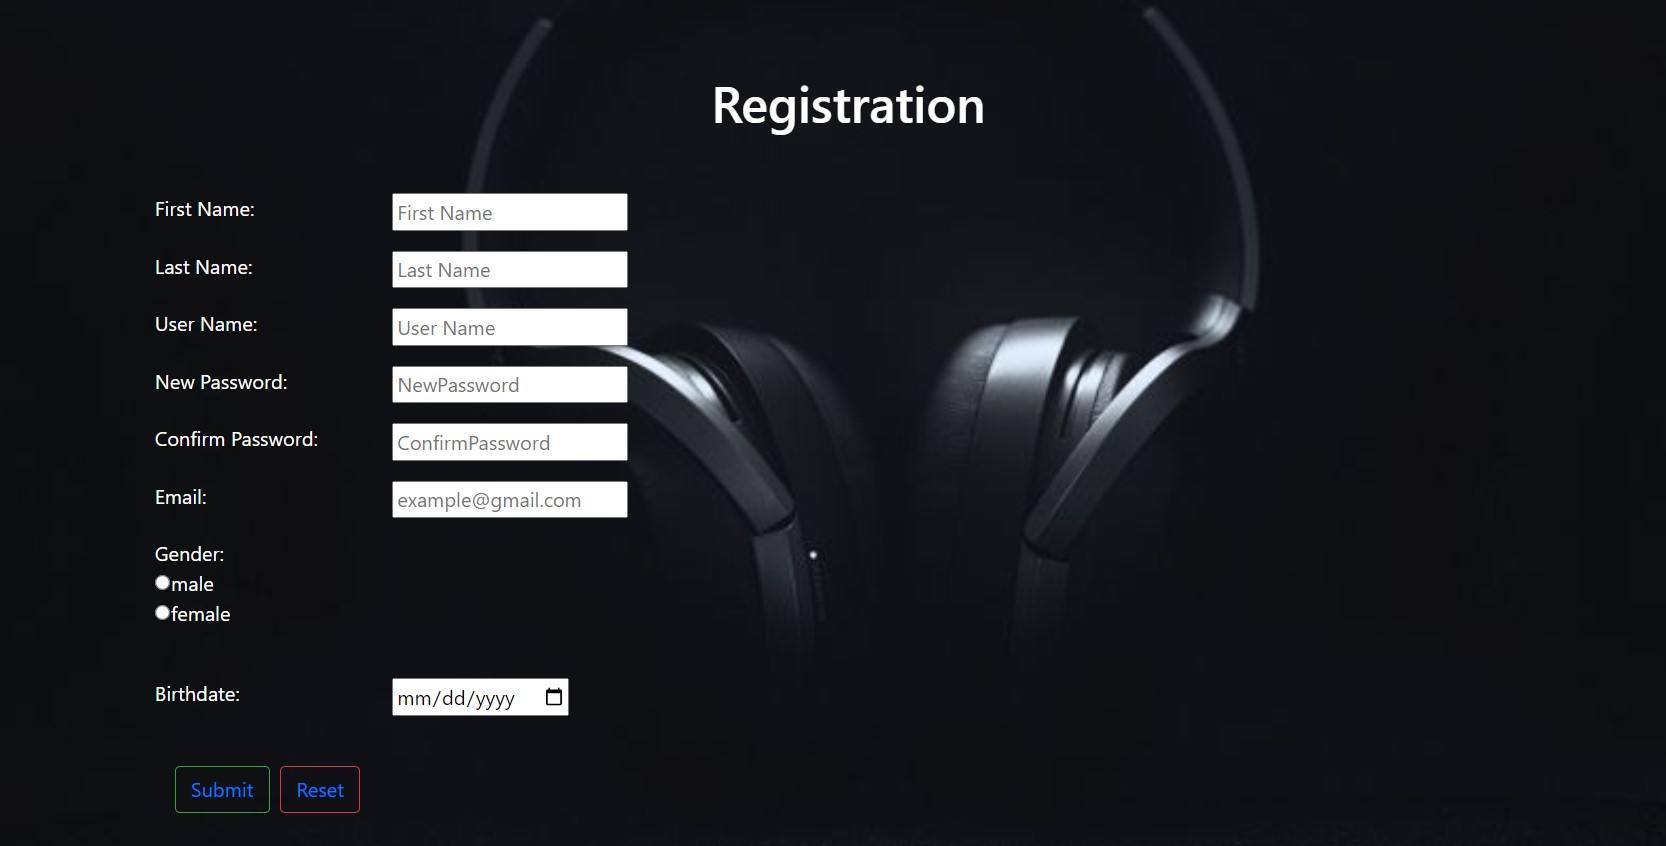 Registration
First Name: First Name
Last Name: Last Name
User Name: User Name
New Password: NewPassword
Confirm Password: ConfirmPassword
Email: example@gmail.com
Gender:
male
female
Birthdate: mm/dd/yyyy
Submit Reset